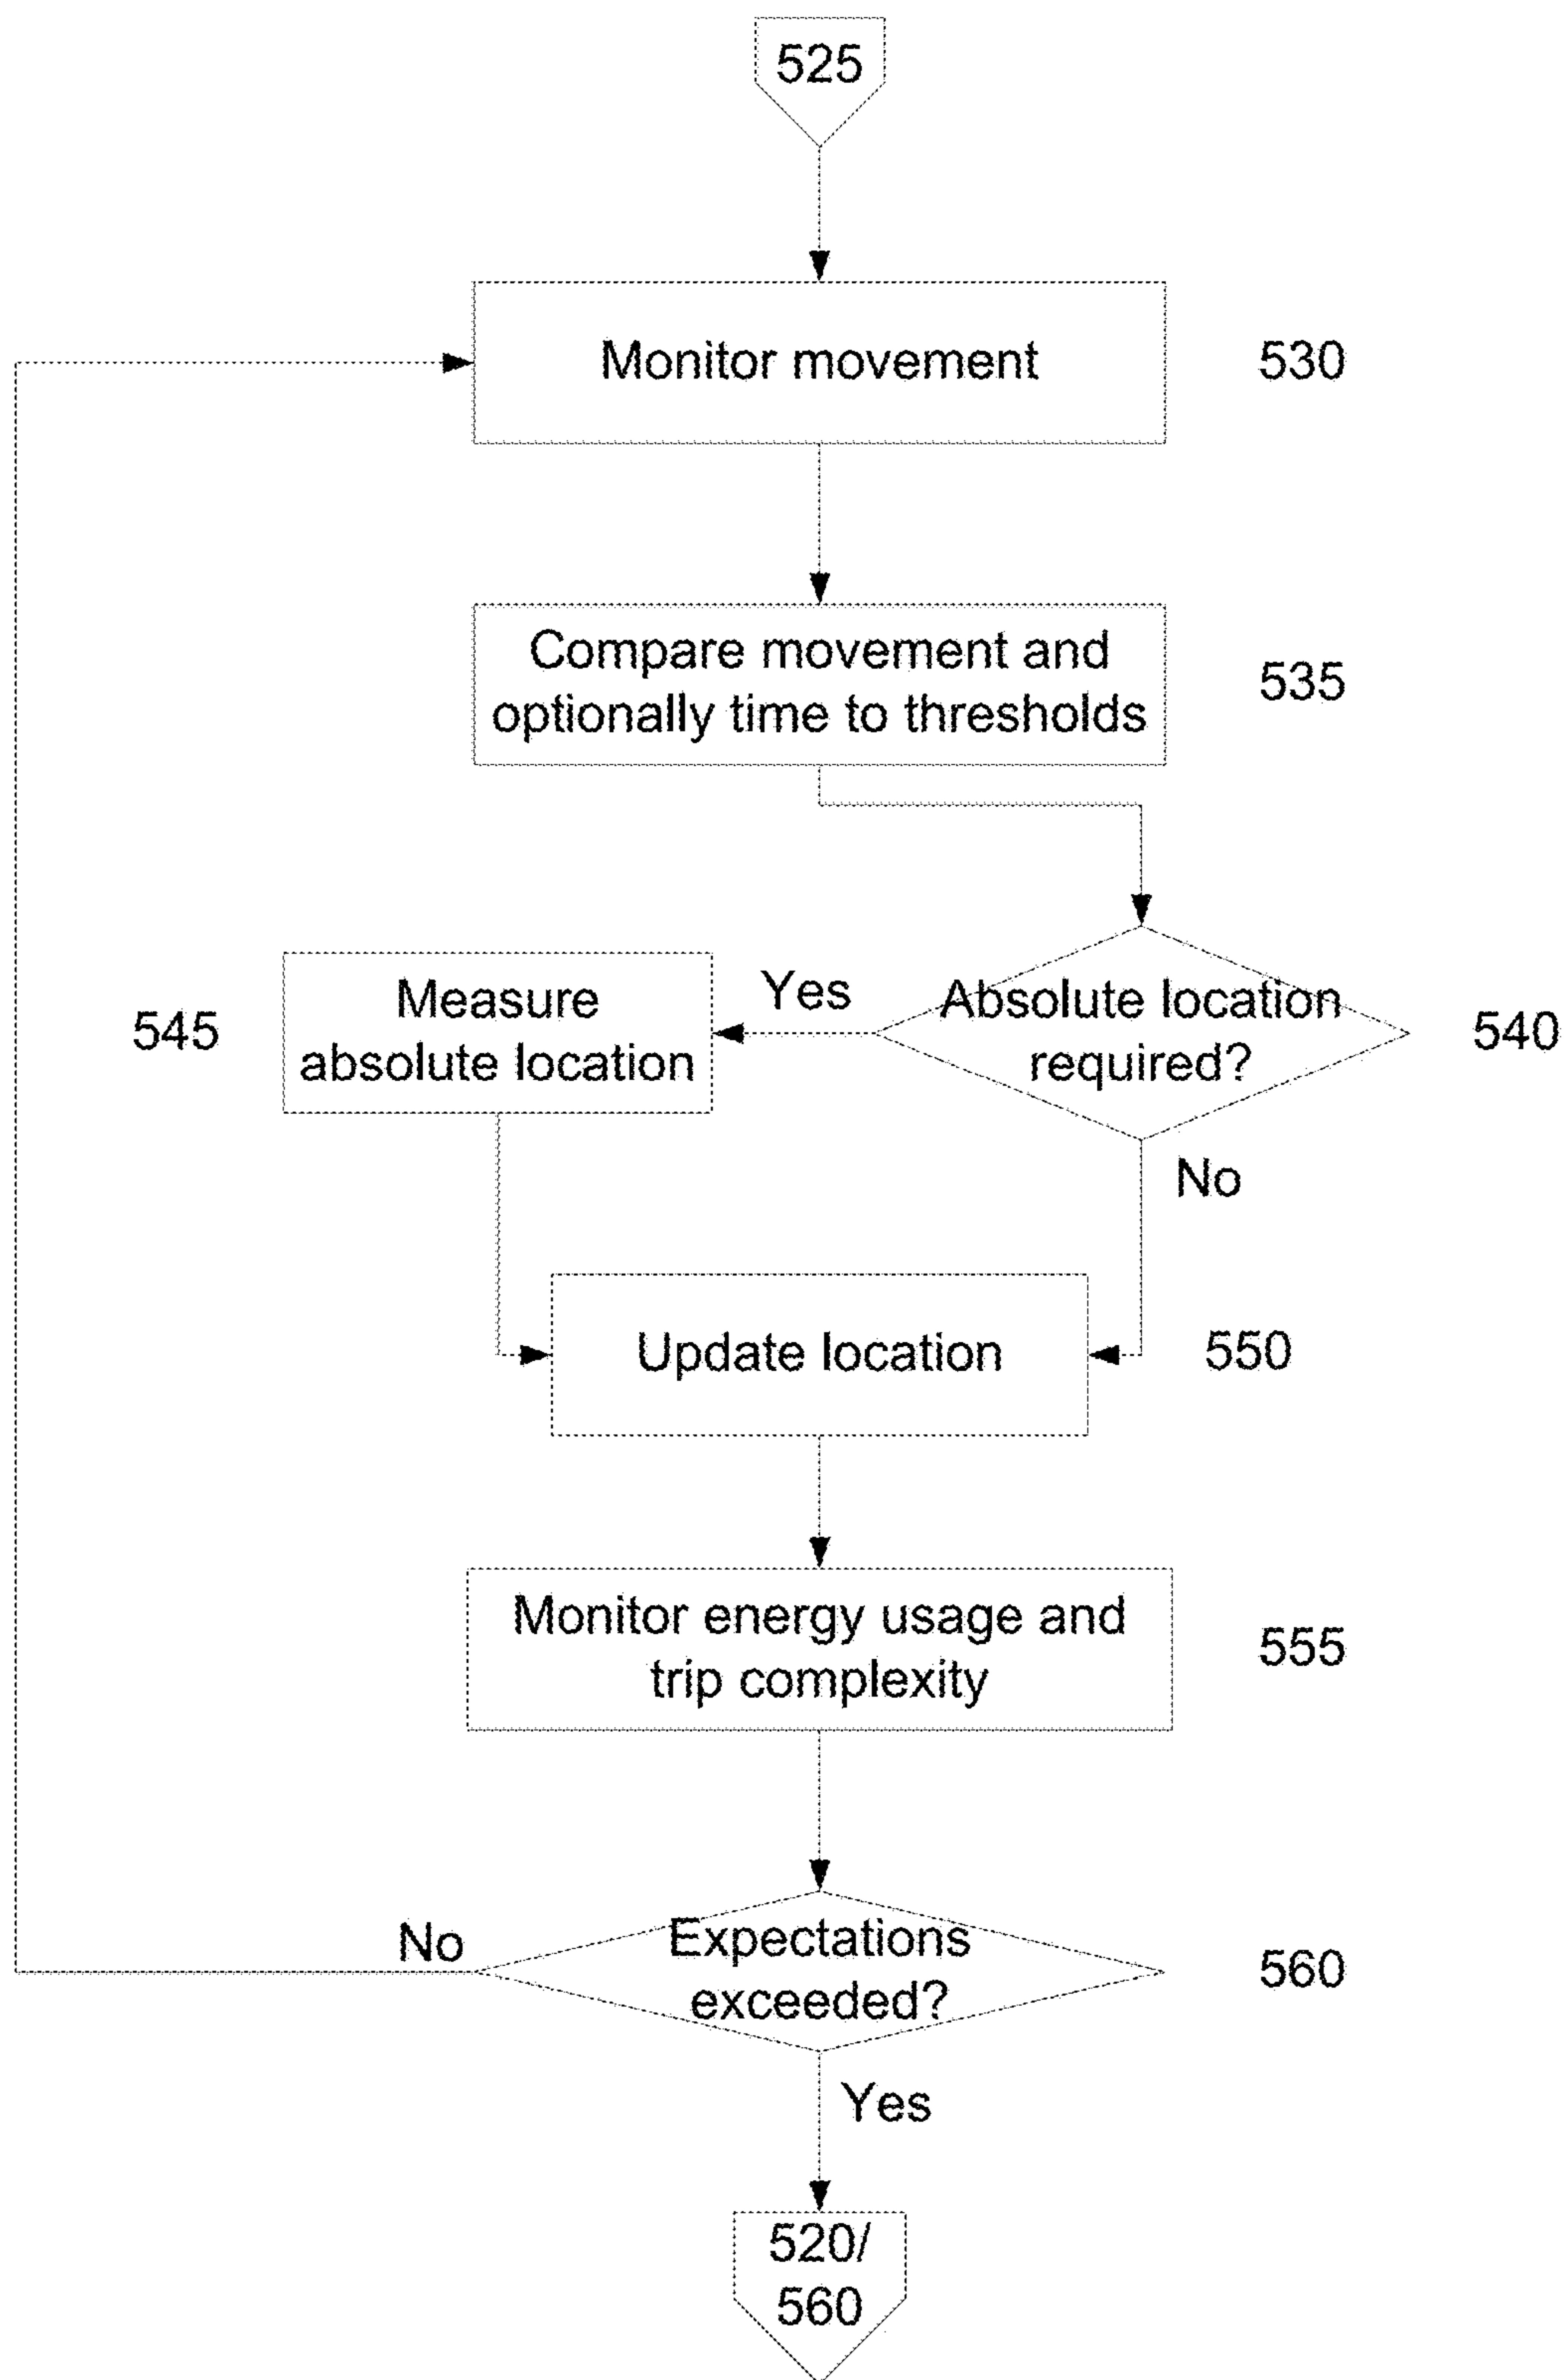 525
Monitor movement
530
Compare movement and
optionally time to thresholds
535
Measure
absolute location
545
Yes
Absolute location
required?
540
No
Update location
550
Monitor energy usage and
trip complexity
555
No
Expectations
exceeded?
560
Yes
520/
560